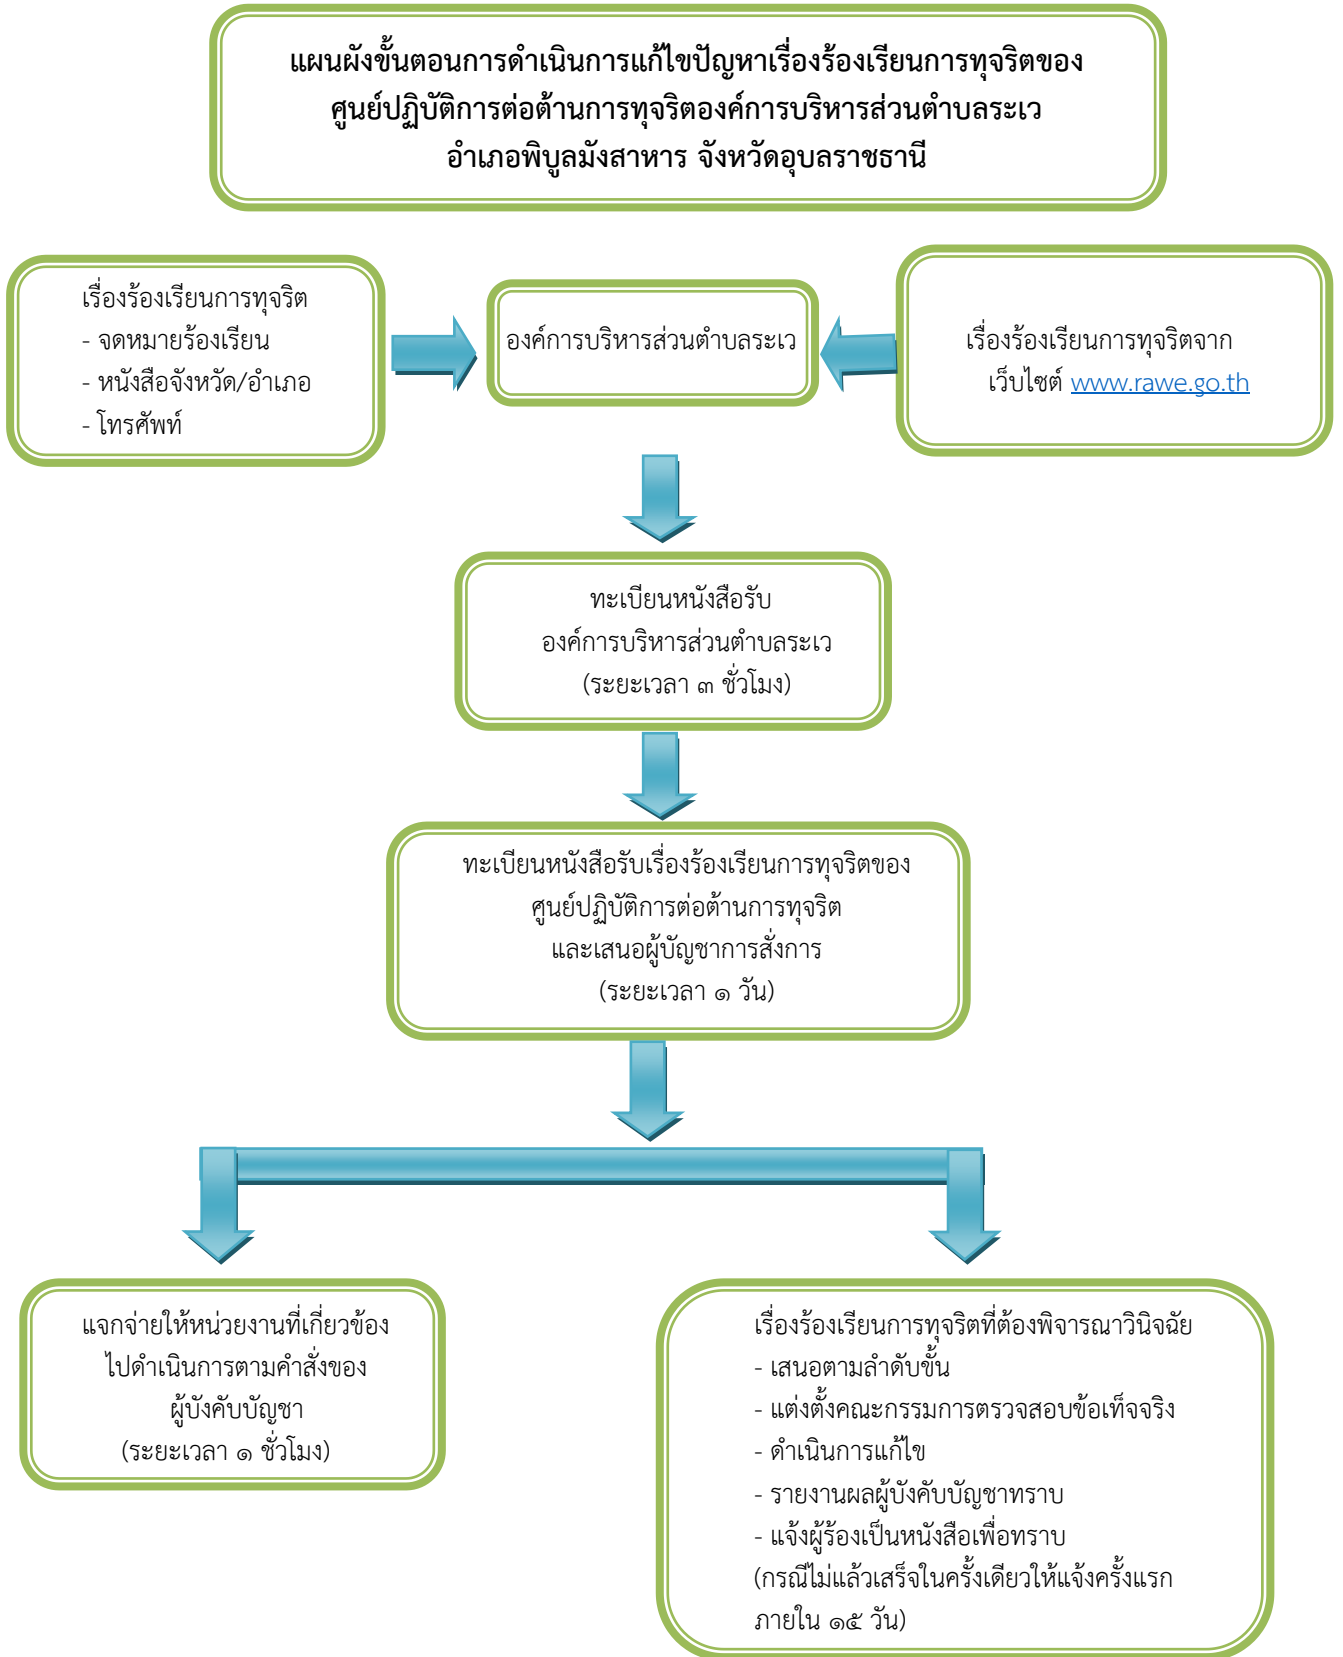 แผนผังขั้นตอนการดำเนินการแก้ไขปัญหาเรื่องร้องเรียนการทุจริตของ
ศูนย์ปฏิบัติการต่อต้านการทุจริตองค์การบริหารส่วนตำบลระเว
อำเภอพิบูลมังสาหาร จังหวัดอุบลราชธานี
เรื่องร้องเรียนการทุจริต
- จดหมายร้องเรียน
- หนังสือจังหวัด/อำเภอ
- โทรศัพท์
องค์การบริหารส่วนตำบลระเว
เรื่องร้องเรียนการทุจริตจาก
เว็บไซต์ www.rawe.go.th
ทะเบียนหนังสือรับ
องค์การบริหารส่วนตำบลระเว
(ระยะเวลา ๓ ชั่วโมง)
ทะเบียนหนังสือรับเรื่องร้องเรียนการทุจริตของ
ศูนย์ปฏิบัติการต่อต้านการทุจริต
และเสนอผู้บัญชาการสั่งการ
(ระยะเวลา ๑ วัน)
แจกจ่ายให้หน่วยงานที่เกี่ยวข้อง
ไปดำเนินการตามคำสั่งของ
ผู้บังคับบัญชา
(ระยะเวลา ๑ ชั่วโมง)
เรื่องร้องเรียนการทุจริตที่ต้องพิจารณาวินิจฉัย
- เสนอตามลำดับขั้น
- แต่งตั้งคณะกรรมการตรวจสอบข้อเท็จจริง
- ดำเนินการแก้ไข
- รายงานผลผู้บังคับบัญชาทราบ
- แจ้งผู้ร้องเป็นหนังสือเพื่อทราบ
(กรณีไม่แล้วเสร็จในครั้งเดียวให้แจ้งครั้งแรก
ภายใน ๑๕ วัน)